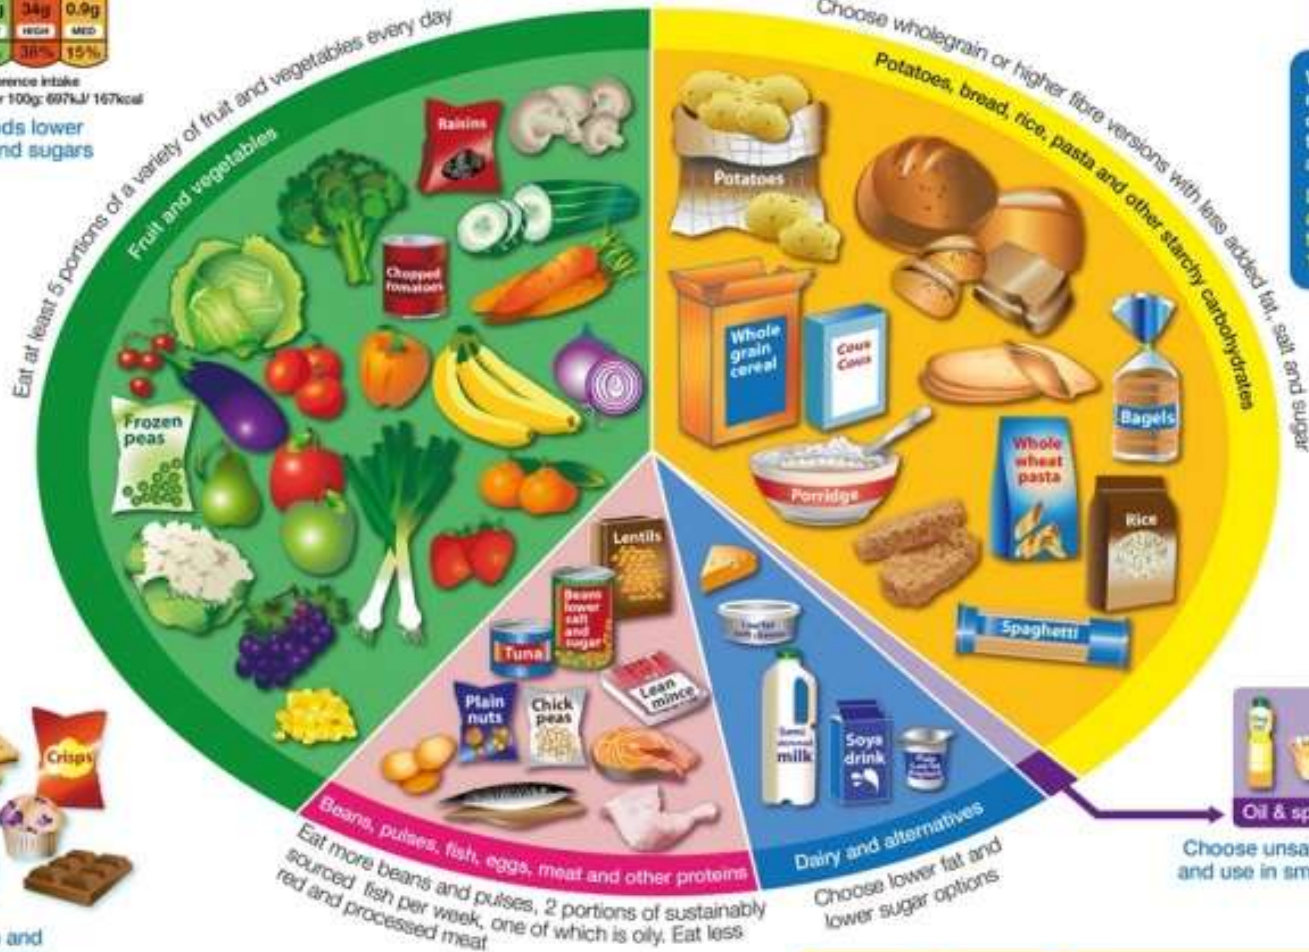 34g 0.9g
HIGH MED
38% 15%
r 100g: 697kJ/ 167kcal
lower
sugars
Eat at least 5 portions of a variety of fruit and vegetables every day
Fruit and vegetables
Raisins
Chopped
tomatoes
Frozen
peas
Choose wholegrain or higher fibre versions with less added fat, salt and sugar
Potatoes, bread, rice, pasta and other starchy carbohydrates
Potatoes
Whole
grain
cereal
Cous
Cous
Bagels
Porridge
Whole
wheat
pasta
Rice
Spaghetti
Lentils
Beans
lower
salt
and
sugar
Tuna
Lean
mince
Plain
nuts
Chick
peas
Beans, pulses, fish, eggs, meat and other proteins
Eat more beans and pulses, 2 portions of sustainably
sourced fish per week, one of which is oily. Eat less
red and processed meat
milk
Soya
drink
Dairy and alternatives
Choose lower fat and
lower sugar options
Crisps
and
Oil & sp
Choose unsa
and use in sm